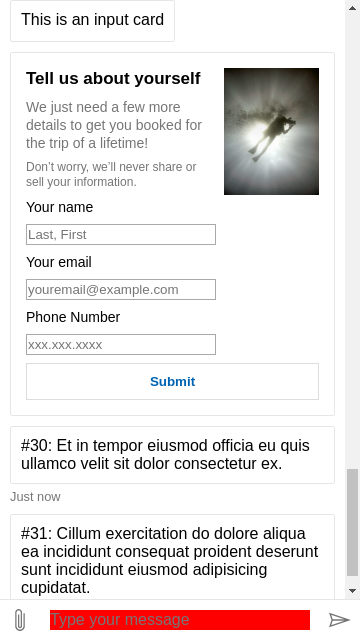 This is an input card
Tell us about yourself
We just need a few more
details to get you booked for
the trip of a lifetime!
Don't worry, we'll never share or
sell your information.
Your name
Last, First
Your email
youremail@example.com
Phone Number
xxx.xxx.xxxx
Submit
#30: Et in tempor eiusmod officia eu quis
ullamco velit sit dolor consectetur ex.
Just now
#31: Cillum exercitation do dolore aliqua
ea incididunt consequat proident deserunt
sunt incididunt eiusmod adipisicing
cupidatat.
Type your message